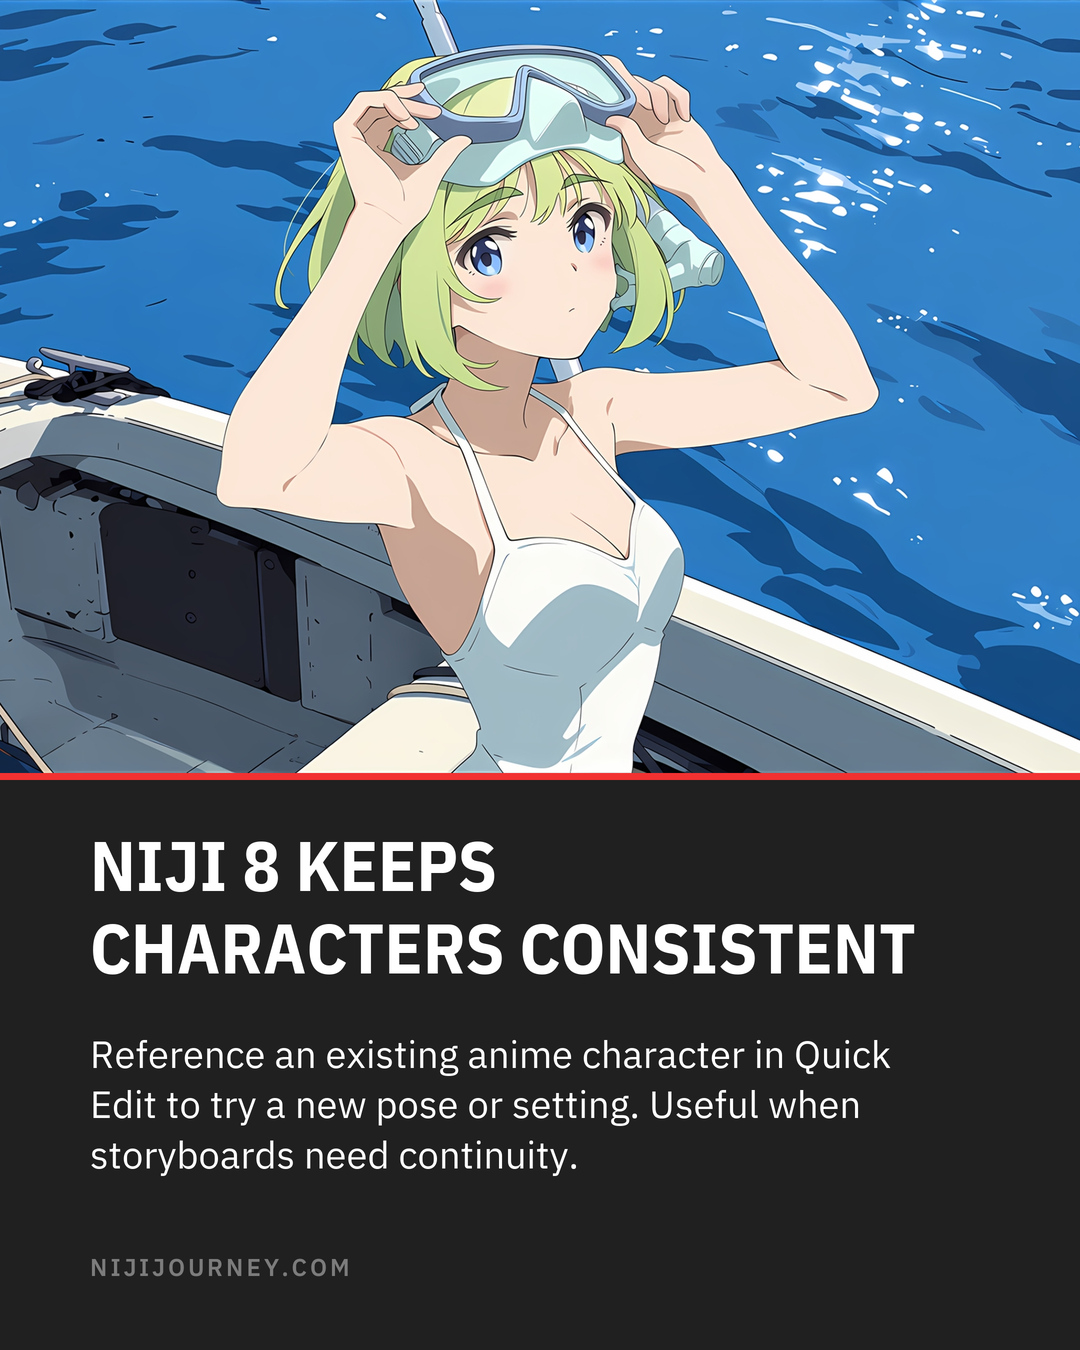 NIJI 8 KEEPS
CHARACTERS CONSISTENT
Reference an existing anime character in Quick
Edit to try a new pose or setting. Useful when
storyboards need continuity.
NIJIJOURNEY.COM